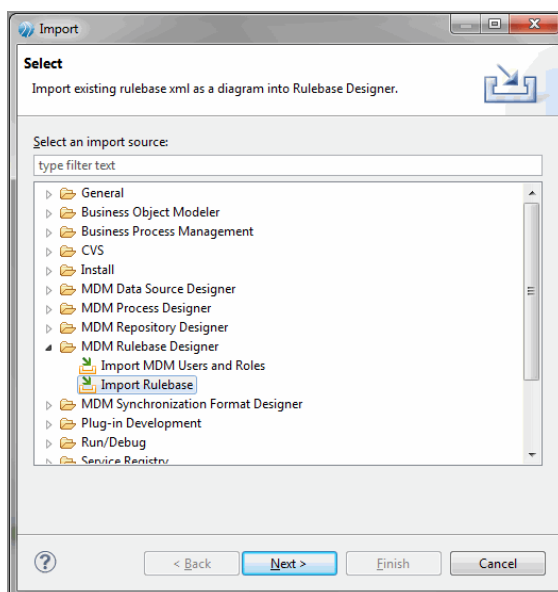 Import
Select
Import existing rulebase xml as a diagram into Rulebase Designer.
Select an import source:
type filter text
General
Business Object Modeler
Business Process Management
CVS
Install
MDM Data Source Designer
MDM Process Designer
MDM Repository Designer
MDM Rulebase Designer
Import MDM Users and Roles
Import Rulebase
MDM Synchronization Format Designer
Plug-in Development
Run/Debug
Service Registry
? < Back Next > Finish Cancel